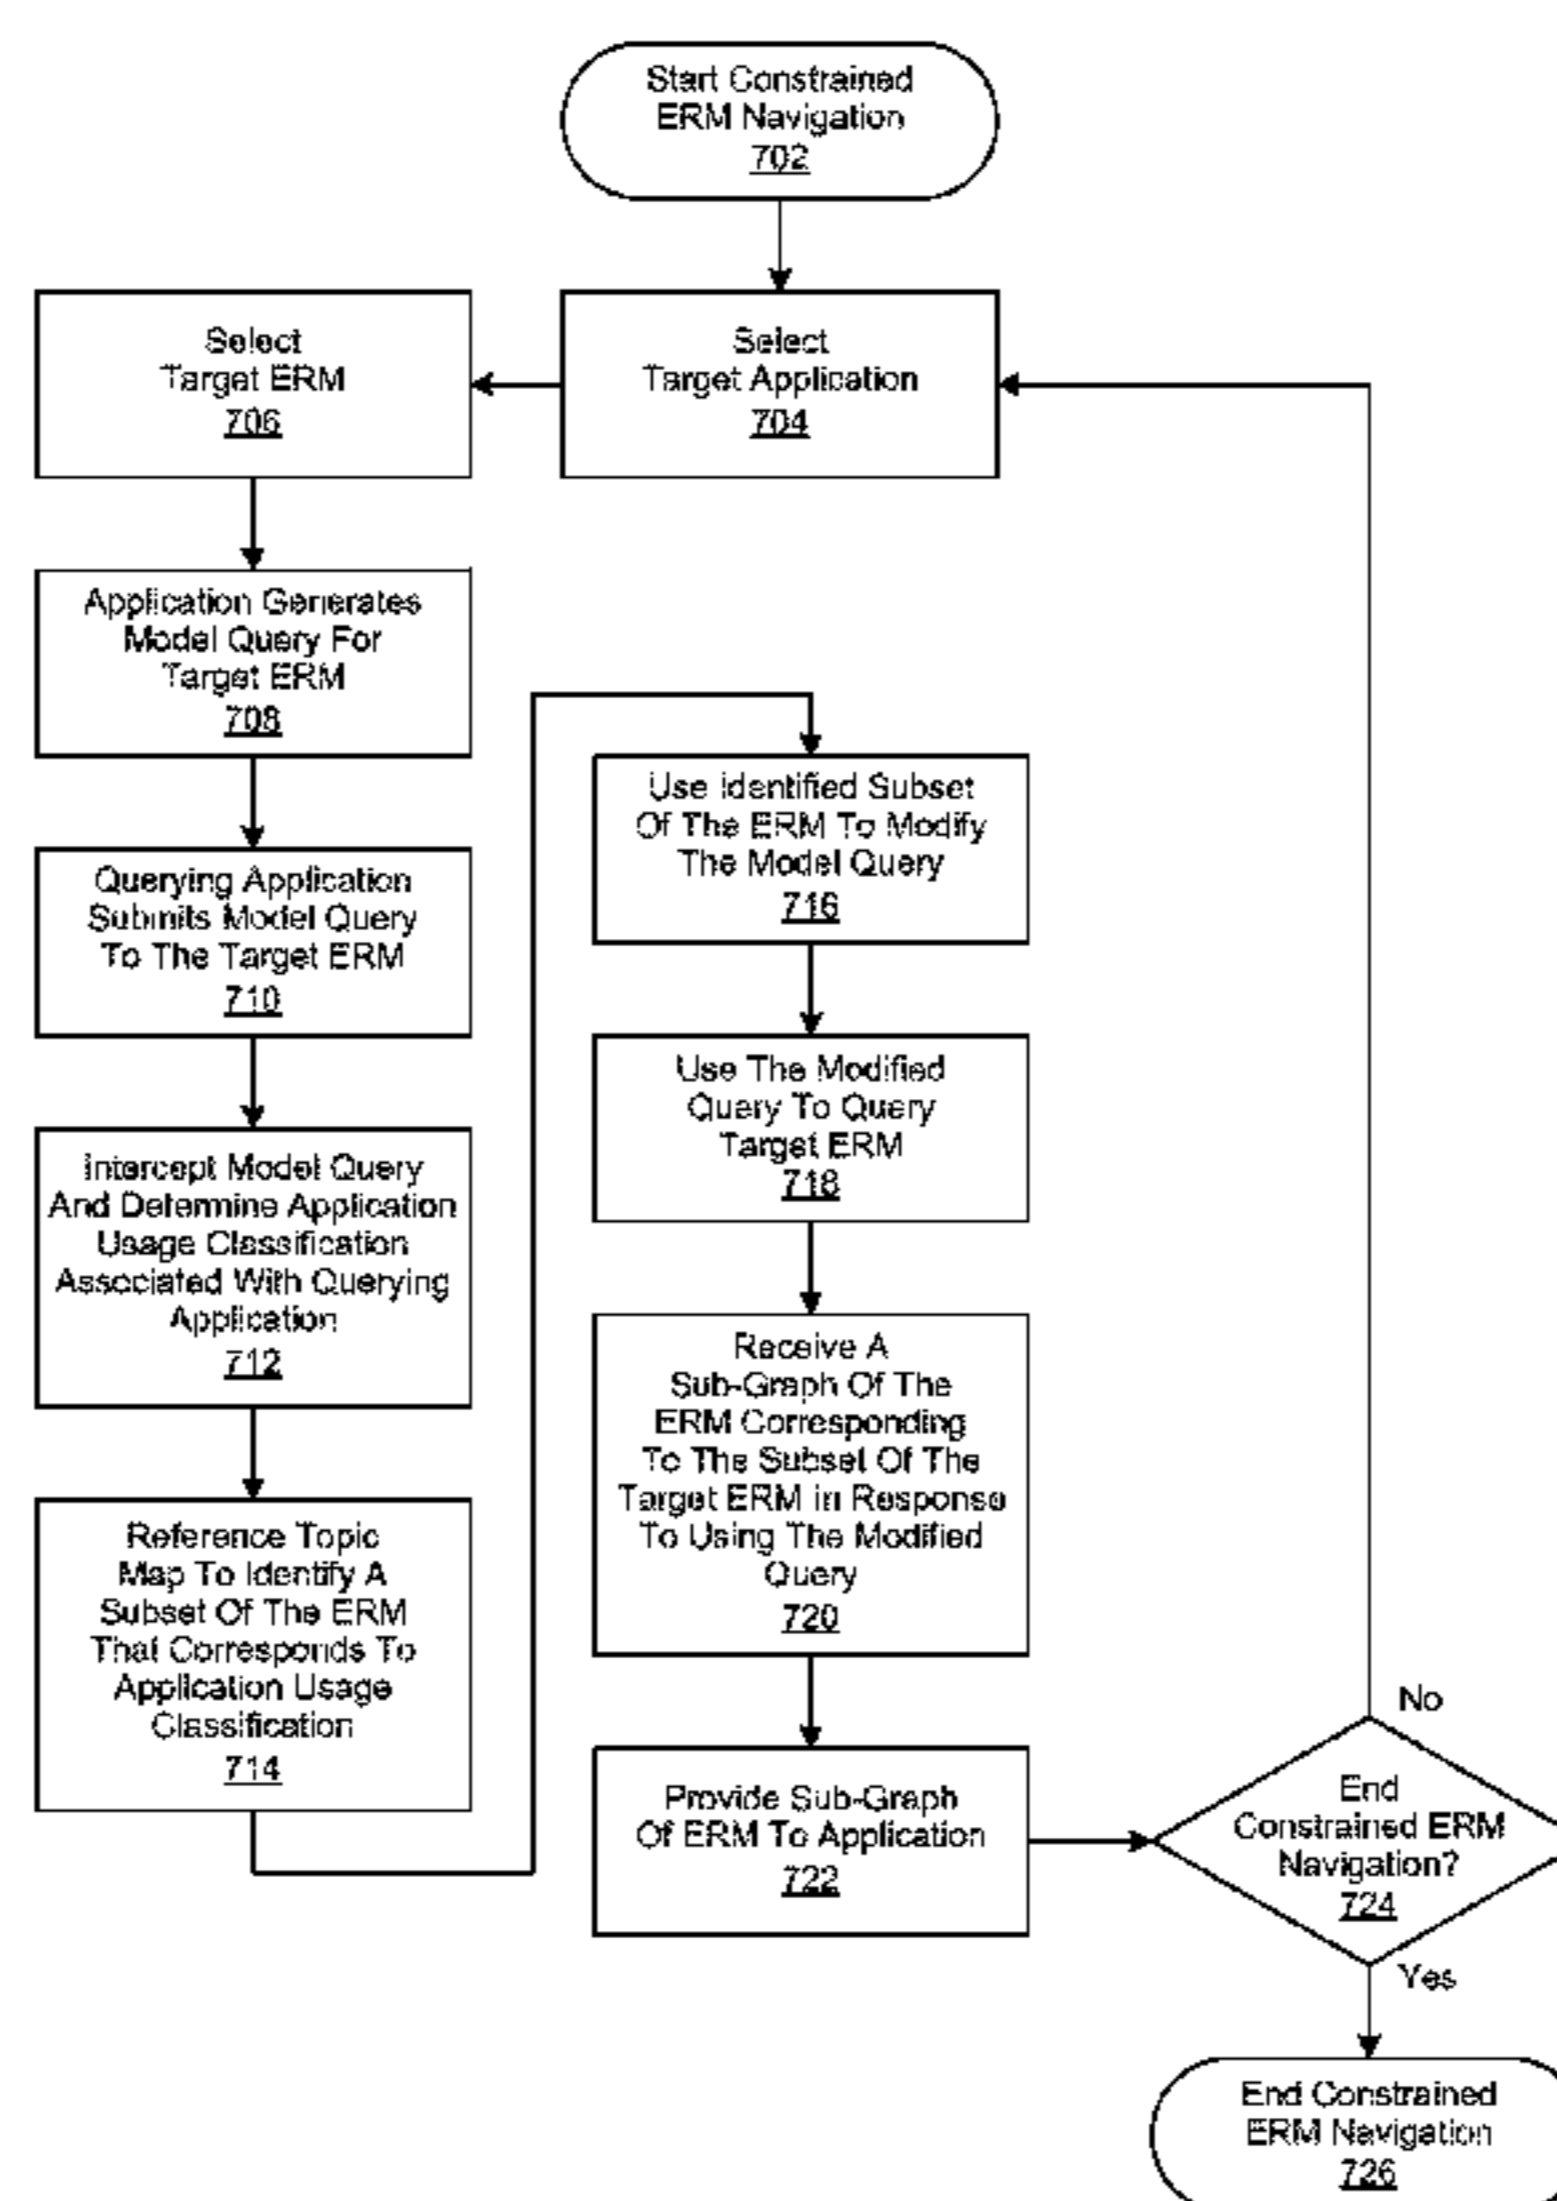 Start Constrained
ERM Navigation
702
Select
Target Application
704
Select
Target ERM
706
Application Generates
Model Query For
Target ERM
708
Querying Application
Submits Model Query
To The Target ERM
710
Intercept Model Query
And Determine Application
Usage Classification
Associated With Querying
Application
712
Reference Topic
Map To Identify A
Subset Of The ERM
That Corresponds To
Application Usage
Classification
714
Use Identified Subset
Of The ERM To Modify
The Model Query
716
Use The Modified
Query To Query
Target ERM
718
Receive A
Sub-Graph Of The
ERM Corresponding
To The Subset Of The
Target ERM in Response
To Using The Modified
Query
720
Provide Sub-Graph
Of ERM To Application
722
No
End
Constrained ERM
Navigation?
724
Yes
End Constrained
ERM Navigation
726